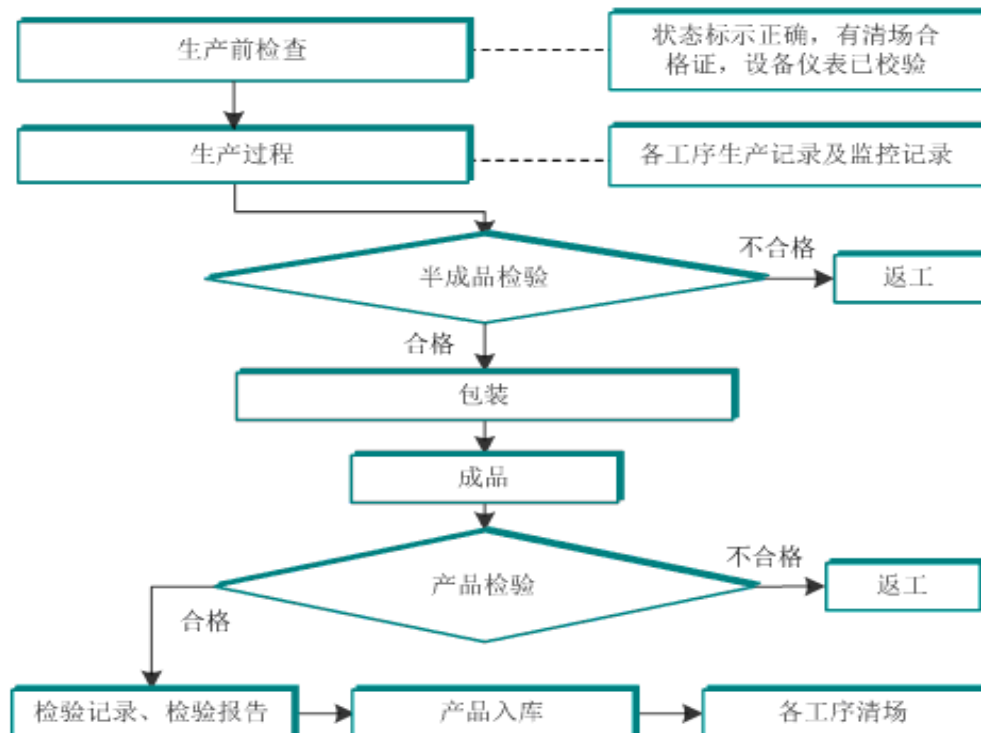 生产前检查
状态标示正确，有清场合
格证，设备仪表已校验
生产过程
各工序生产记录及监控记录
半成品检验
不合格
返工
合格
包装
成品
产品检验
不合格
返工
合格
检验记录、检验报告
产品入库
各工序清场